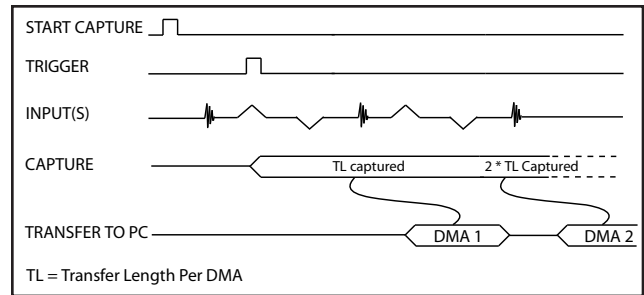 START CAPTURE
TRIGGER
INPUT(S)
CAPTURE
TL captured
2 * TL Captured
TRANSFER TO PC
DMA 1
DMA 2
TL = Transfer Length Per DMA